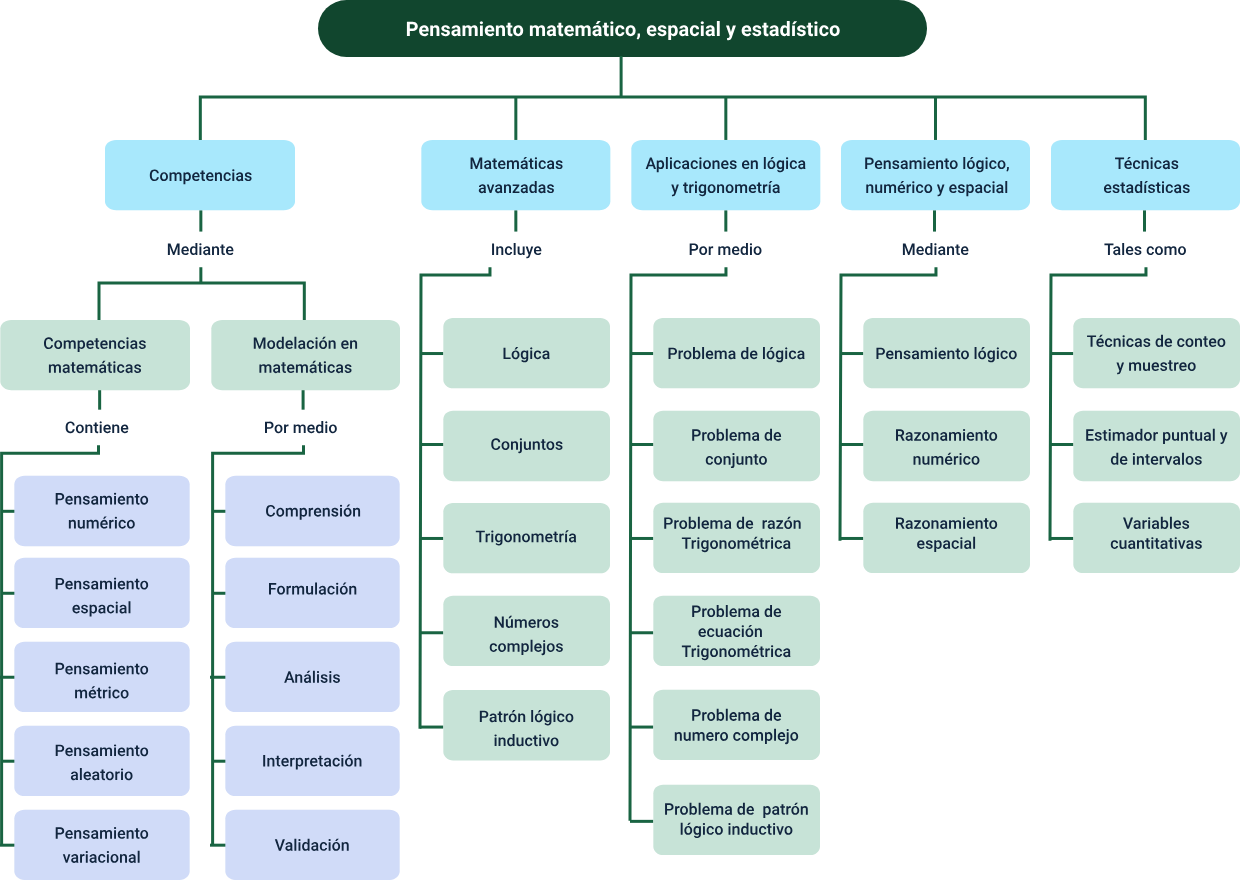 Pensamiento matemático, espacial y estadístico
Competencias
Mediante
Competencias
matemáticas
Contiene
Pensamiento
numérico
Pensamiento
espacial
Pensamiento
métrico
Pensamiento
aleatorio
Pensamiento
variacional
Modelación en
matemáticas
Por medio
Comprensión
Formulación
Análisis
Interpretación
Validación
Matemáticas
avanzadas
Incluye
Lógica
Conjuntos
Trigonometría
Números
complejos
Patrón lógico
inductivo
Aplicaciones en lógica
y trigonometría
Por medio
Problema de lógica
Problema de
conjunto
Problema de razón
Trigonométrica
Problema de
ecuación
Trigonométrica
Problema de
numero complejo
Problema de patrón
lógico inductivo
Pensamiento lógico,
numérico y espacial
Mediante
Pensamiento lógico
Razonamiento
numérico
Razonamiento
espacial
Técnicas
estadísticas
Tales como
Técnicas de conteo
y muestreo
Estimador puntual y
de intervalos
Variables
cuantitativas